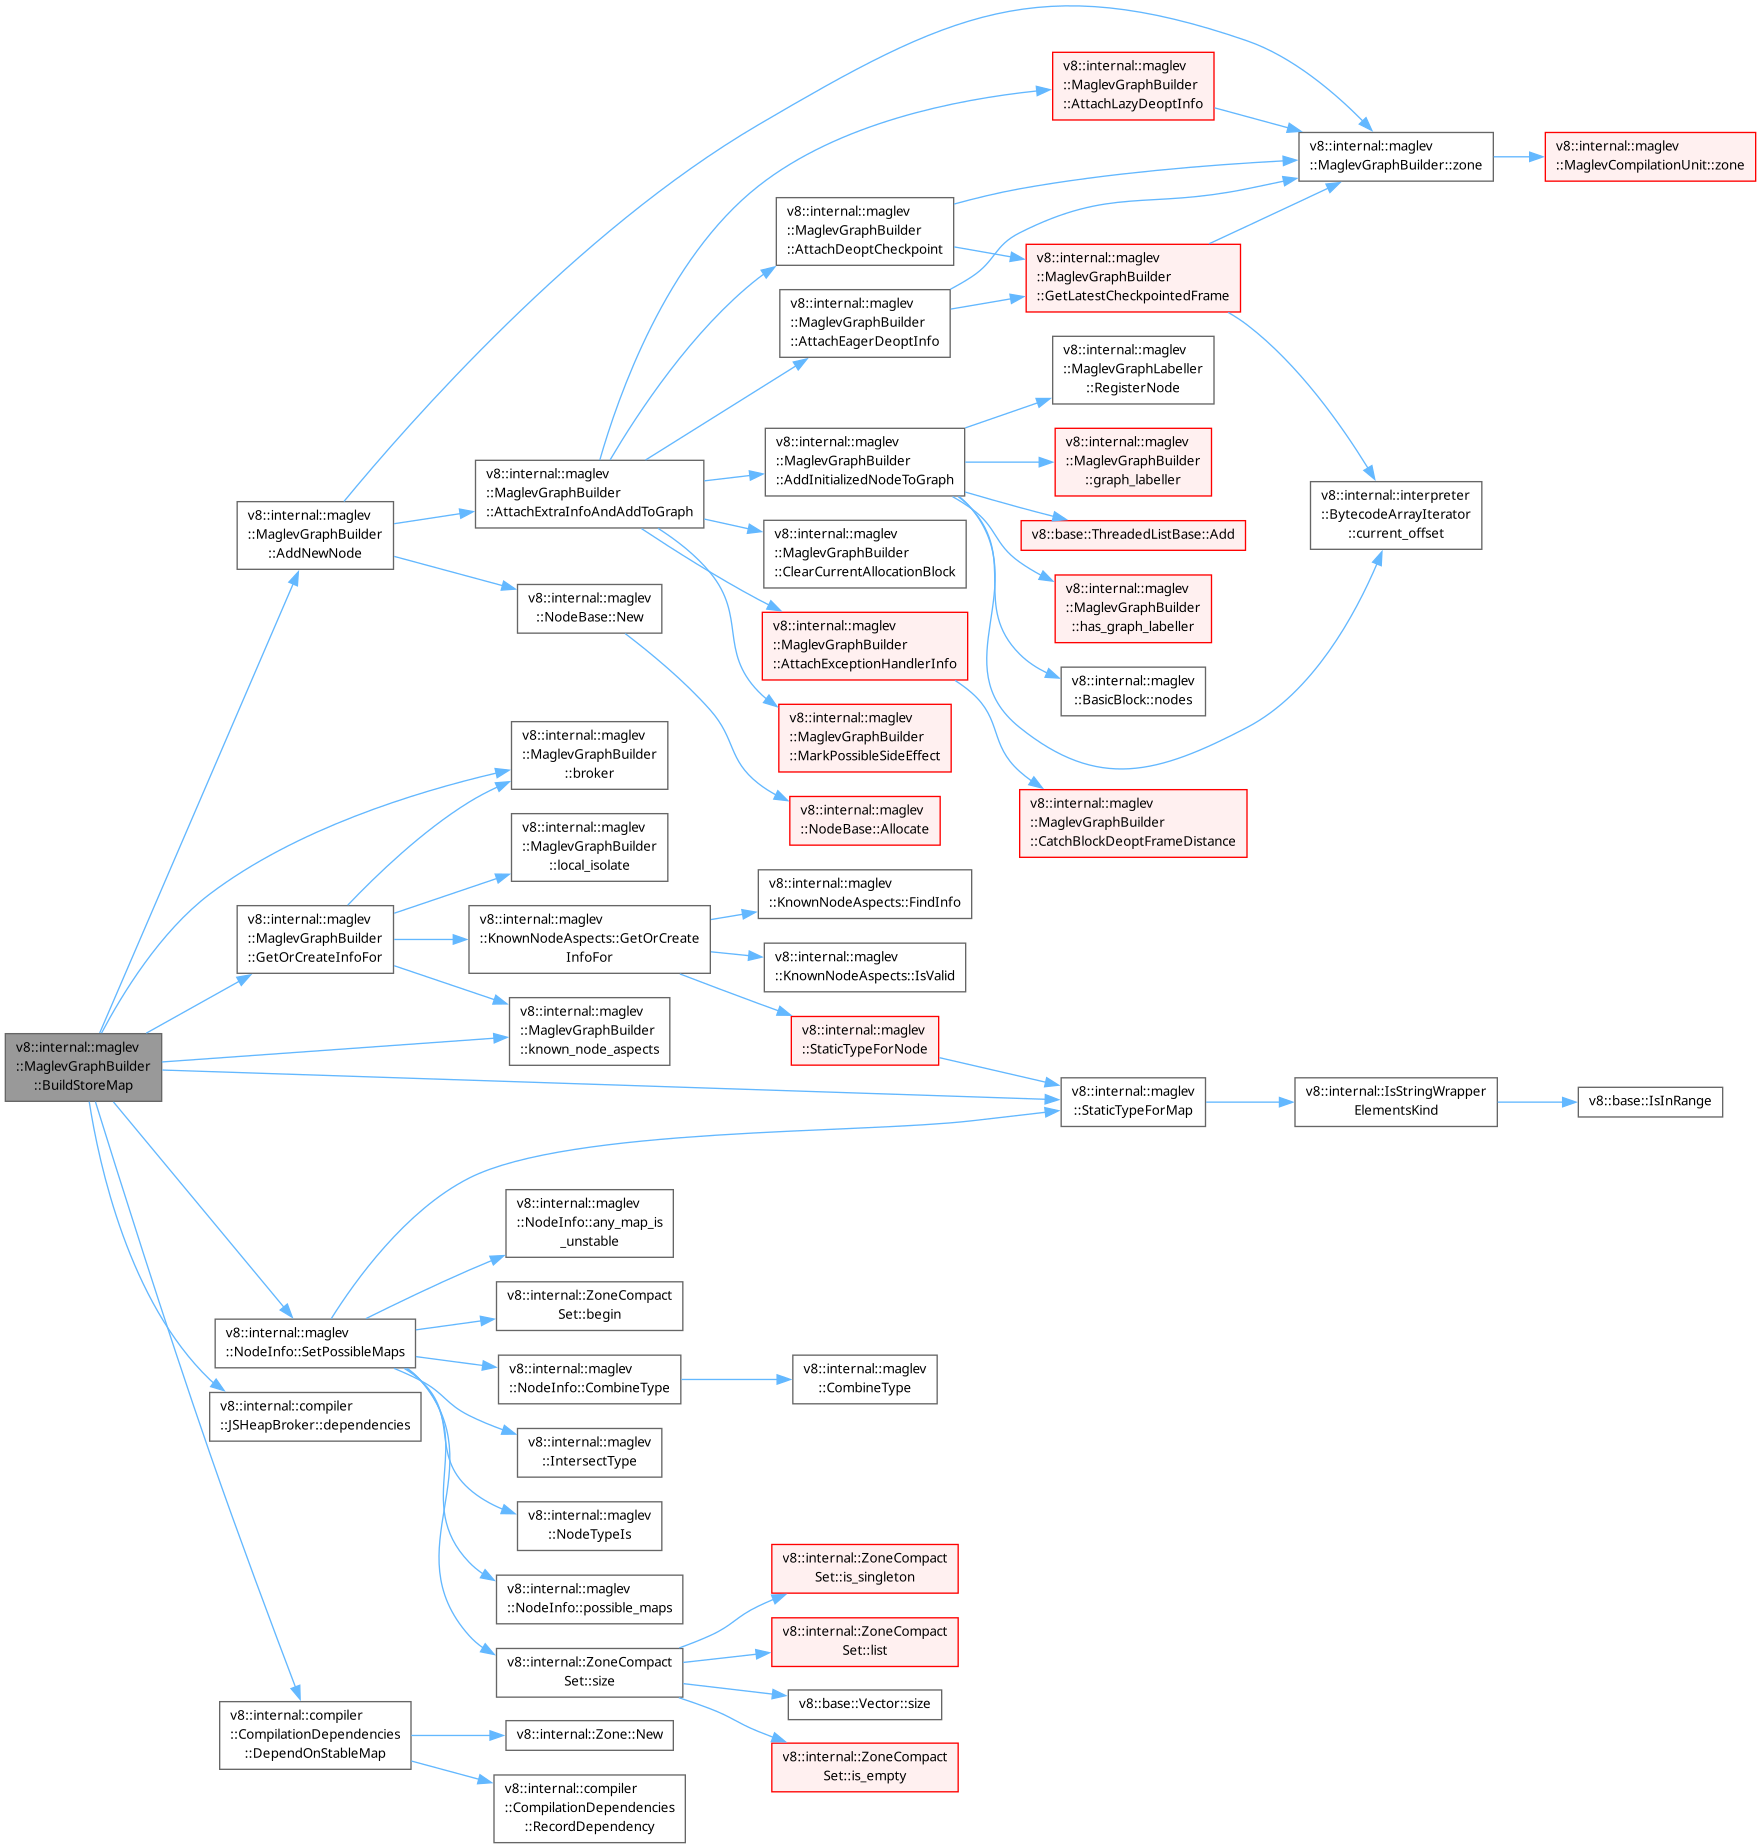 v8::internal::maglev
::MaglevGraphBuilder
::BuildStoreMap
v8::internal::maglev
::MaglevGraphBuilder
::AddNewNode
v8::internal::maglev
::MaglevGraphBuilder
::AttachExtraInfoAndAddToGraph
v8::internal::maglev
::MaglevGraphBuilder
::AttachLazyDeoptInfo
v8::internal::maglev
::MaglevGraphBuilder::zone
v8::internal::maglev
::MaglevCompilationUnit::zone
v8::internal::maglev
::MaglevGraphBuilder
::AttachDeoptCheckpoint
v8::internal::maglev
::MaglevGraphBuilder
::GetLatestCheckpointedFrame
v8::internal::maglev
::MaglevGraphBuilder
::AttachEagerDeoptInfo
v8::internal::maglev
::MaglevGraphLabeller
::RegisterNode
v8::internal::maglev
::MaglevGraphBuilder
::AddInitializedNodeToGraph
v8::internal::maglev
::MaglevGraphBuilder
::graph_labeller
v8::internal::interpreter
::BytecodeArrayIterator
::current_offset
v8::base::ThreadedListBase::Add
v8::internal::maglev
::MaglevGraphBuilder
::ClearCurrentAllocationBlock
v8::internal::maglev
::MaglevGraphBuilder
::has_graph_labeller
v8::internal::maglev
::NodeBase::New
v8::internal::maglev
::MaglevGraphBuilder
::AttachExceptionHandlerInfo
v8::internal::maglev
::BasicBlock::nodes
v8::internal::maglev
::MaglevGraphBuilder
::MarkPossibleSideEffect
v8::internal::maglev
::MaglevGraphBuilder
::broker
v8::internal::maglev
::NodeBase::Allocate
v8::internal::maglev
::MaglevGraphBuilder
::CatchBlockDeoptFrameDistance
v8::internal::maglev
::MaglevGraphBuilder
::local_isolate
v8::internal::maglev
::KnownNodeAspects::FindInfo
v8::internal::maglev
::MaglevGraphBuilder
::GetOrCreateInfoFor
v8::internal::maglev
::KnownNodeAspects::GetOrCreate
InfoFor
v8::internal::maglev
::KnownNodeAspects::IsValid
v8::internal::maglev
::MaglevGraphBuilder
::known_node_aspects
v8::internal::maglev
::StaticTypeForNode
v8::internal::maglev
::StaticTypeForMap
v8::internal::IsStringWrapper
ElementsKind
v8::base::IsInRange
v8::internal::maglev
::NodeInfo::any_map_is
_unstable
v8::internal::ZoneCompact
Set::begin
v8::internal::maglev
::NodeInfo::SetPossibleMaps
v8::internal::maglev
::NodeInfo::CombineType
v8::internal::maglev
::CombineType
v8::internal::compiler
::JSHeapBroker::dependencies
v8::internal::maglev
::IntersectType
v8::internal::maglev
::NodeTypeIs
v8::internal::maglev
::NodeInfo::possible_maps
v8::internal::ZoneCompact
Set::is_singleton
v8::internal::ZoneCompact
Set::list
v8::internal::ZoneCompact
Set::size
v8::base::Vector::size
v8::internal::ZoneCompact
Set::is_empty
v8::internal::compiler
::CompilationDependencies
::DependOnStableMap
v8::internal::Zone::New
v8::internal::compiler
::CompilationDependencies
::RecordDependency